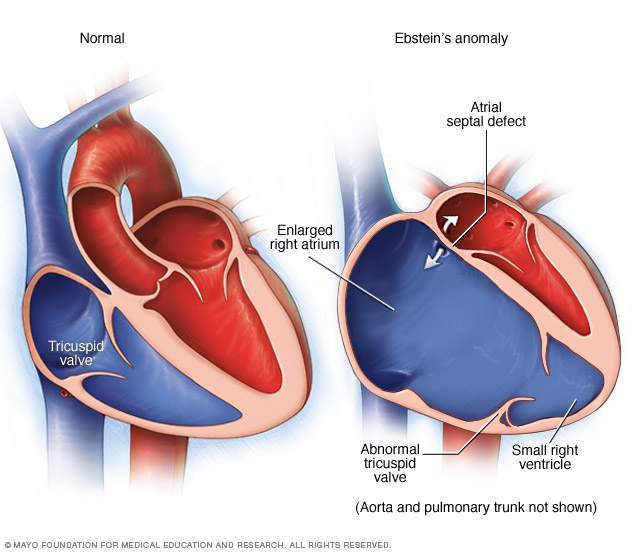 Normal
Ebstein's anomaly
Atrial
septal defect
Enlarged
right atrium
Tricuspid
valve
Abnormal
tricuspid
valve
Small right
ventricle
(Aorta and pulmonary trunk not shown)
© MAYO FOUNDATION FOR MEDICAL EDUCATION AND RESEARCH. ALL RIGHTS RESERVED.